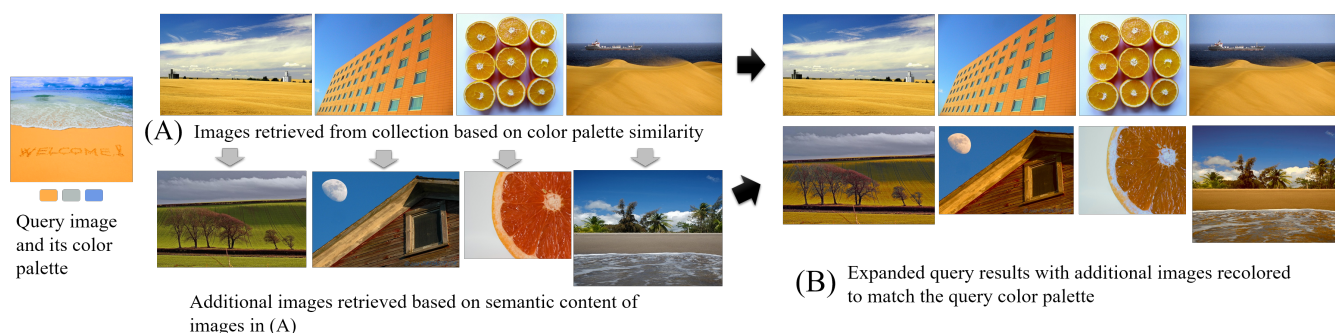 WELCOME!
Query image
and its color
palette
(A) Images retrieved from collection based on color palette similarity
Additional images retrieved based on semantic content of
images in (A)
(B) Expanded query results with additional images recolored
to match the query color palette